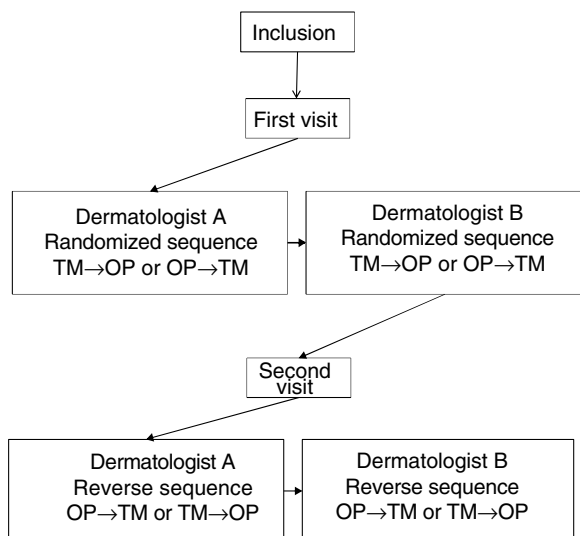 Inclusion
First visit
Dermatologist A
Randomized sequence
TM→OP or OP→TM
Dermatologist B
Randomized sequence
TM→OP or OP→TM
Second
visit
Dermatologist A
Reverse sequence
OP→TM or TM→OP
Dermatologist B
Reverse sequence
OP→TM or TM→OP